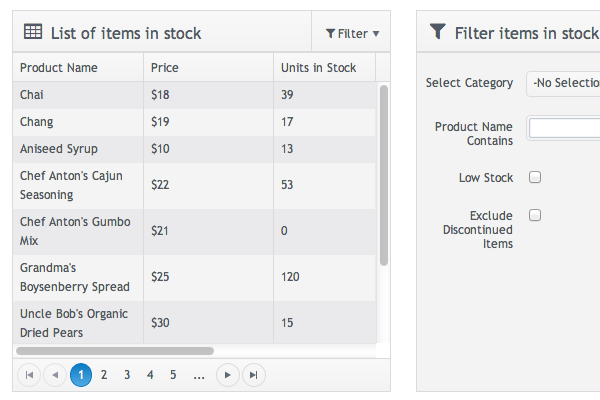 List of items in stock
Filter
Product Name Price Units in Stock
Chai $18 39
Chang $19 17
Aniseed Syrup $10 13
Chef Anton's Cajun
Seasoning $22 53
Chef Anton's Gumbo
Mix $21 0
Grandma's
Boysenberry Spread $25 120
Uncle Bob's Organic
Dried Pears $30 15
1 2 3 4 5 ...
Filter items in stock
Select Category -No Selection
Product Name
Contains
Low Stock
Exclude
Discontinued
Items